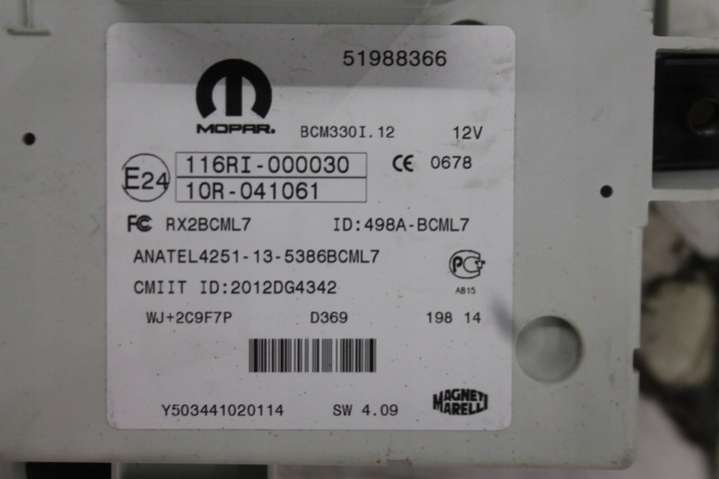 51988366
MOPAR.
BCM330I.12 12V
E24
116RI-000030
10R-041061
CE 0678
FC RX2BCML7 ID:498A-BCML7
ANATEL4251-13-5386BCML7
CMIIT ID:2012DG4342
AB15
WJ+2C9F7P D369 198 14
Y503441020114 SW 4.09
MAGNETI
MARELLI